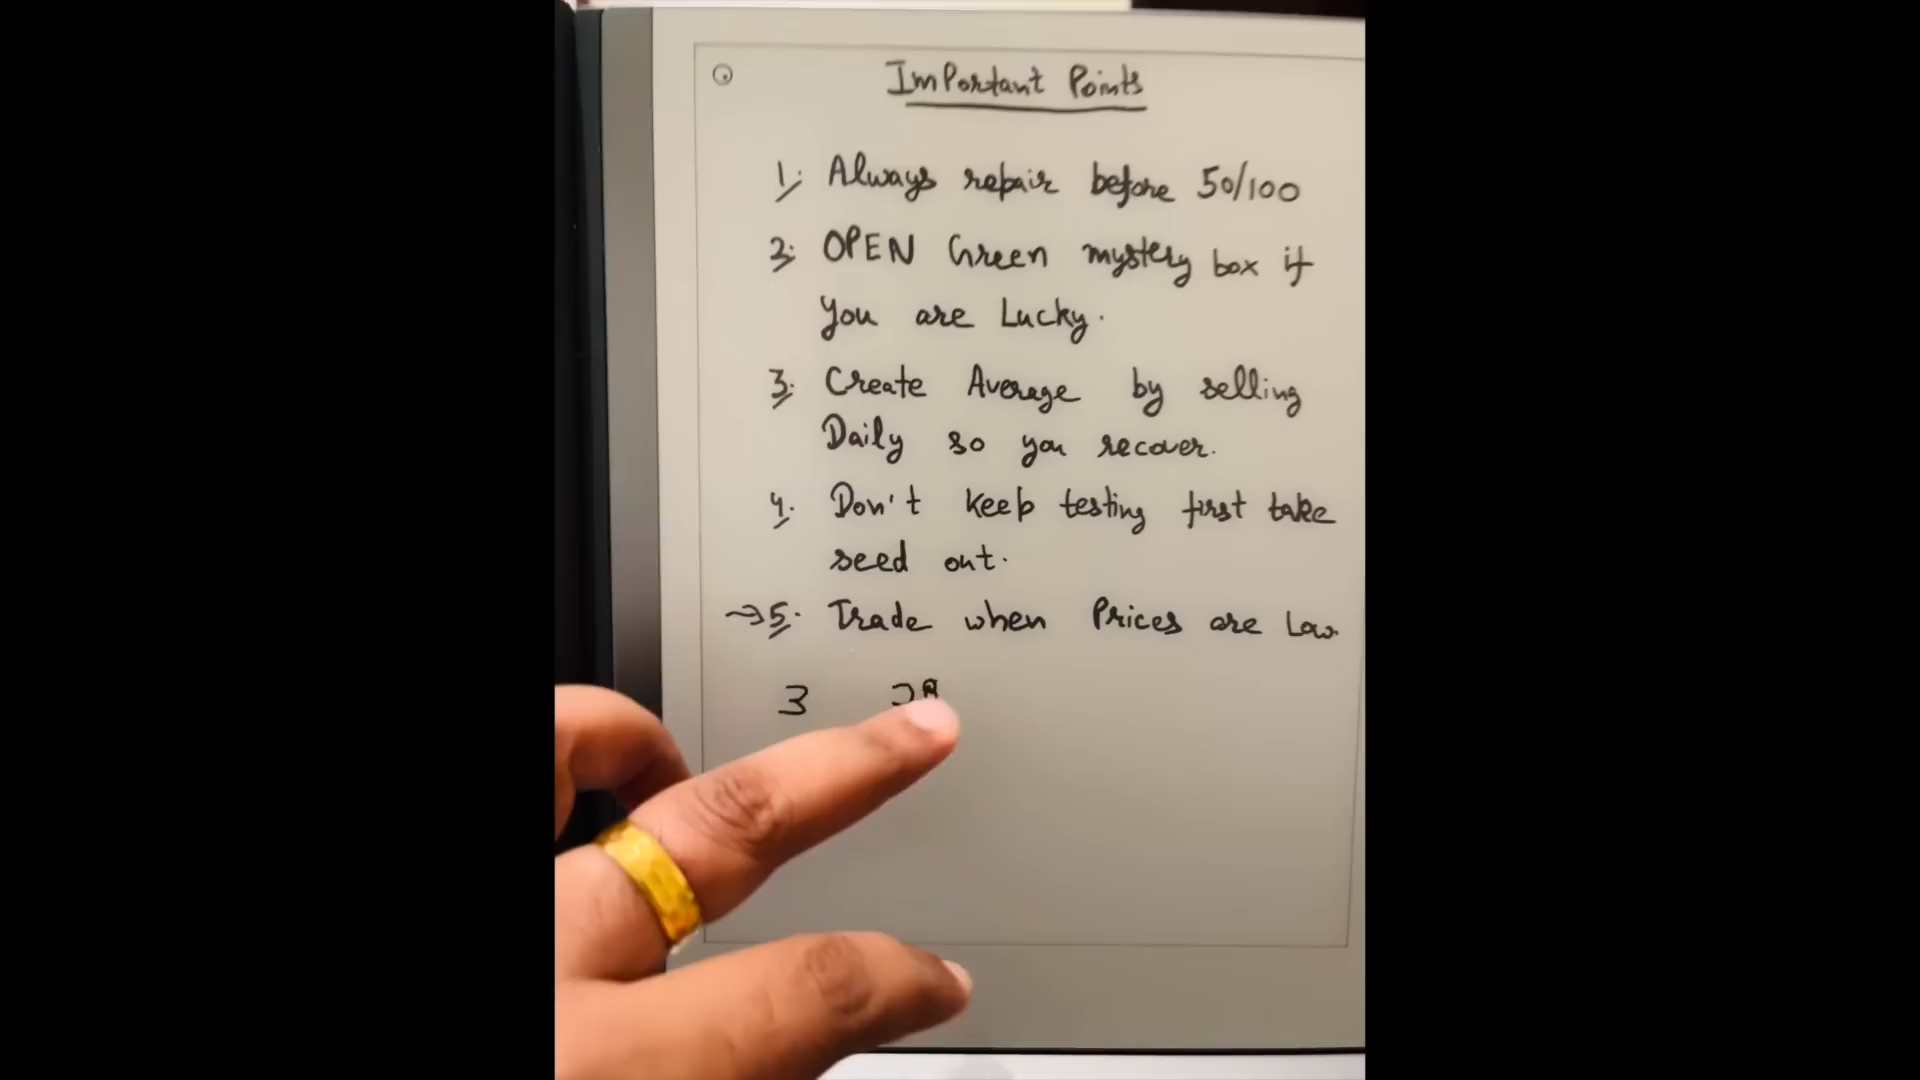 Important Points
1. Always repair before 50/100
2. OPEN Green mystery box if
You are Lucky.
3. Create Average by selling
Daily so you recover.
4. Don't keep testing first take
seed out.
→5. Trade when Prices are Low
3